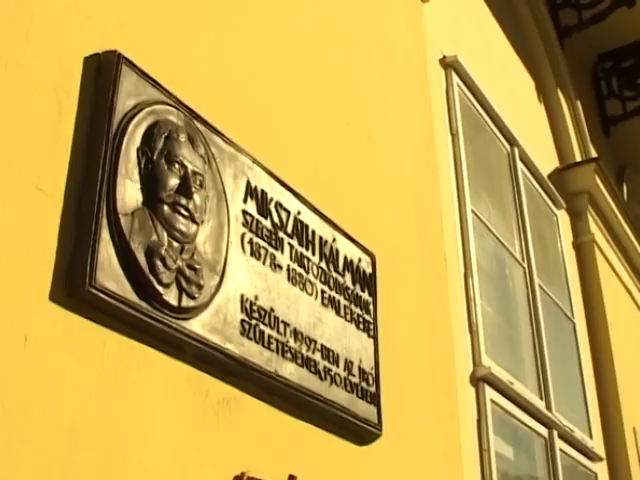 MIKSZÁTH KÁLMÁN
SZEGEDI TARTÓZKODÁSÁNAK
(1878-1880) EMLÉKÉRE
KÉSZÜLT 1997-BEN AZ ÍRÓ
SZÜLETÉSÉNEK 150. ÉVÉBEN